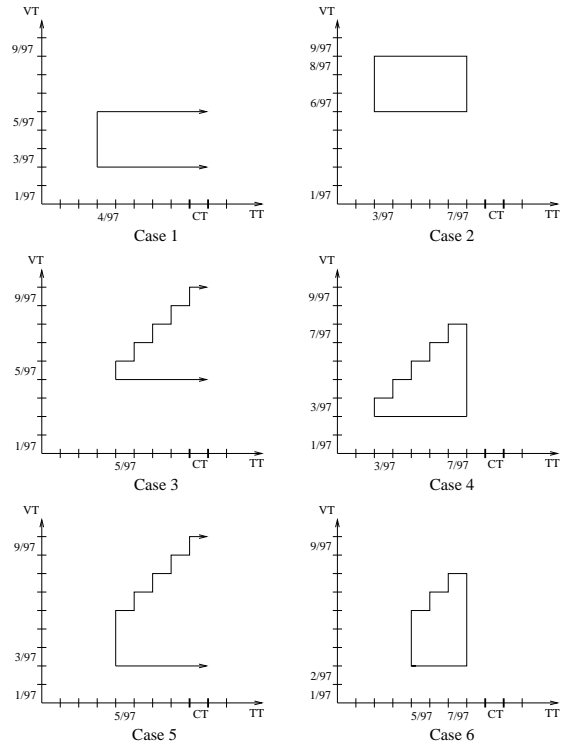 VT
9/97
5/97
3/97
1/97
4/97 CT TT
Case 1
VT
9/97
8/97
6/97
1/97
3/97 7/97 CT TT
Case 2
VT
9/97
5/97
1/97
5/97 CT TT
Case 3
VT
9/97
7/97
3/97
1/97
3/97 7/97 CT TT
Case 4
VT
9/97
3/97
1/97
5/97 CT TT
Case 5
VT
9/97
2/97
1/97
5/97 7/97 CT TT
Case 6